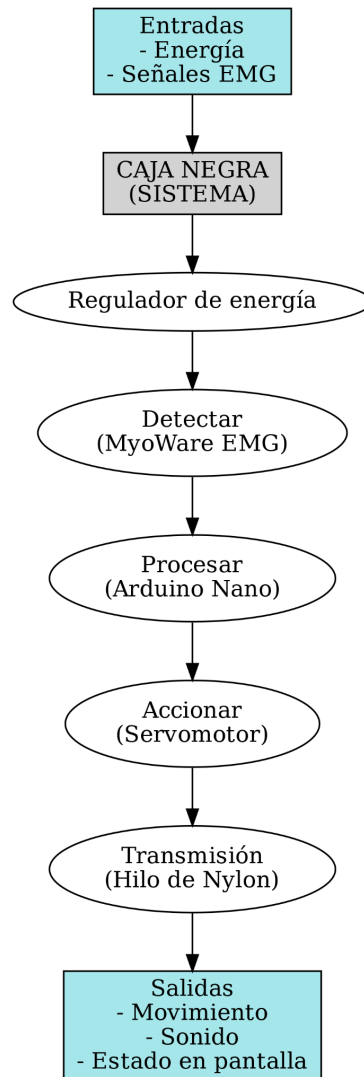 Entradas
- Energía
- Señales EMG
CAJA NEGRA
(SISTEMA)
Regulador de energía
Detectar
(MyoWare EMG)
Procesar
(Arduino Nano)
Accionar
(Servomotor)
Transmisión
(Hilo de Nylon)
Salidas
- Movimiento
- Sonido
- Estado en pantalla